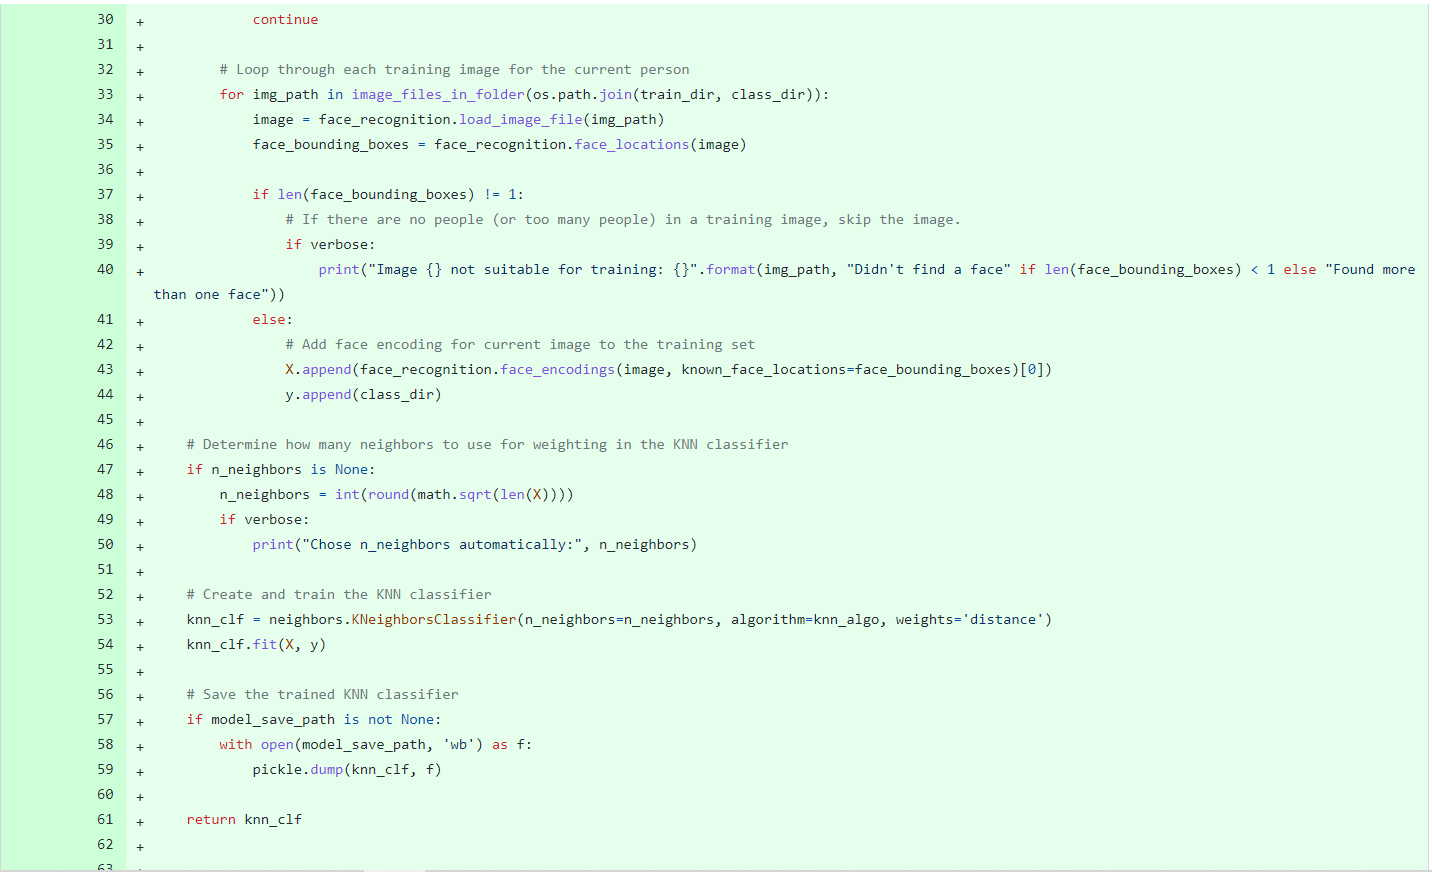 30 + continue
31 +
32 + # Loop through each training image for the current person
33 + for img_path in image_files_in_folder(os.path.join(train_dir, class_dir)):
34 + image = face_recognition.load_image_file(img_path)
35 + face_bounding_boxes = face_recognition.face_locations(image)
36 +
37 + if len(face_bounding_boxes) != 1:
38 + # If there are no people (or too many people) in a training image, skip the image.
39 + if verbose:
40 + print("Image {} not suitable for training: {}".format(img_path, "Didn't find a face" if len(face_bounding_boxes) < 1 else "Found more
than one face"))
41 + else:
42 + # Add face encoding for current image to the training set
43 + X.append(face_recognition.face_encodings(image, known_face_locations=face_bounding_boxes)[0])
44 + y.append(class_dir)
45 +
46 + # Determine how many neighbors to use for weighting in the KNN classifier
47 + if n_neighbors is None:
48 + n_neighbors = int(round(math.sqrt(len(X))))
49 + if verbose:
50 + print("Chose n_neighbors automatically:", n_neighbors)
51 +
52 + # Create and train the KNN classifier
53 + knn_clf = neighbors.KNeighborsClassifier(n_neighbors=n_neighbors, algorithm=knn_algo, weights='distance')
54 + knn_clf.fit(X, y)
55 +
56 + # Save the trained KNN classifier
57 + if model_save_path is not None:
58 + with open(model_save_path, 'wb') as f:
59 + pickle.dump(knn_clf, f)
60 +
61 + return knn_clf
62 +
63